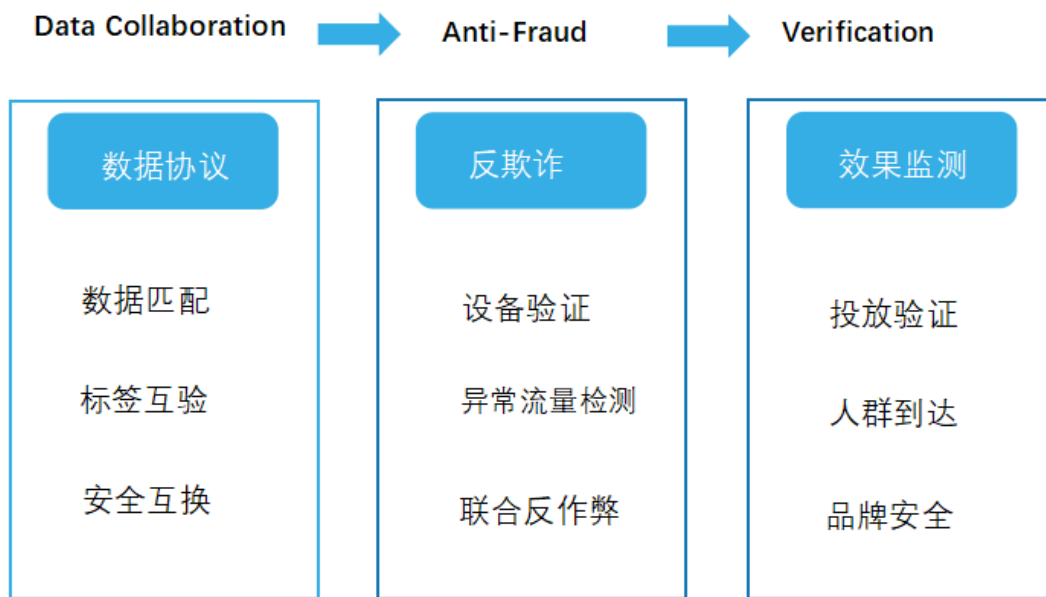 Data Collaboration
Anti-Fraud
Verification
数据协议
数据匹配
标签互验
安全互换
反欺诈
设备验证
异常流量检测
联合反作弊
效果监测
投放验证
人群到达
品牌安全